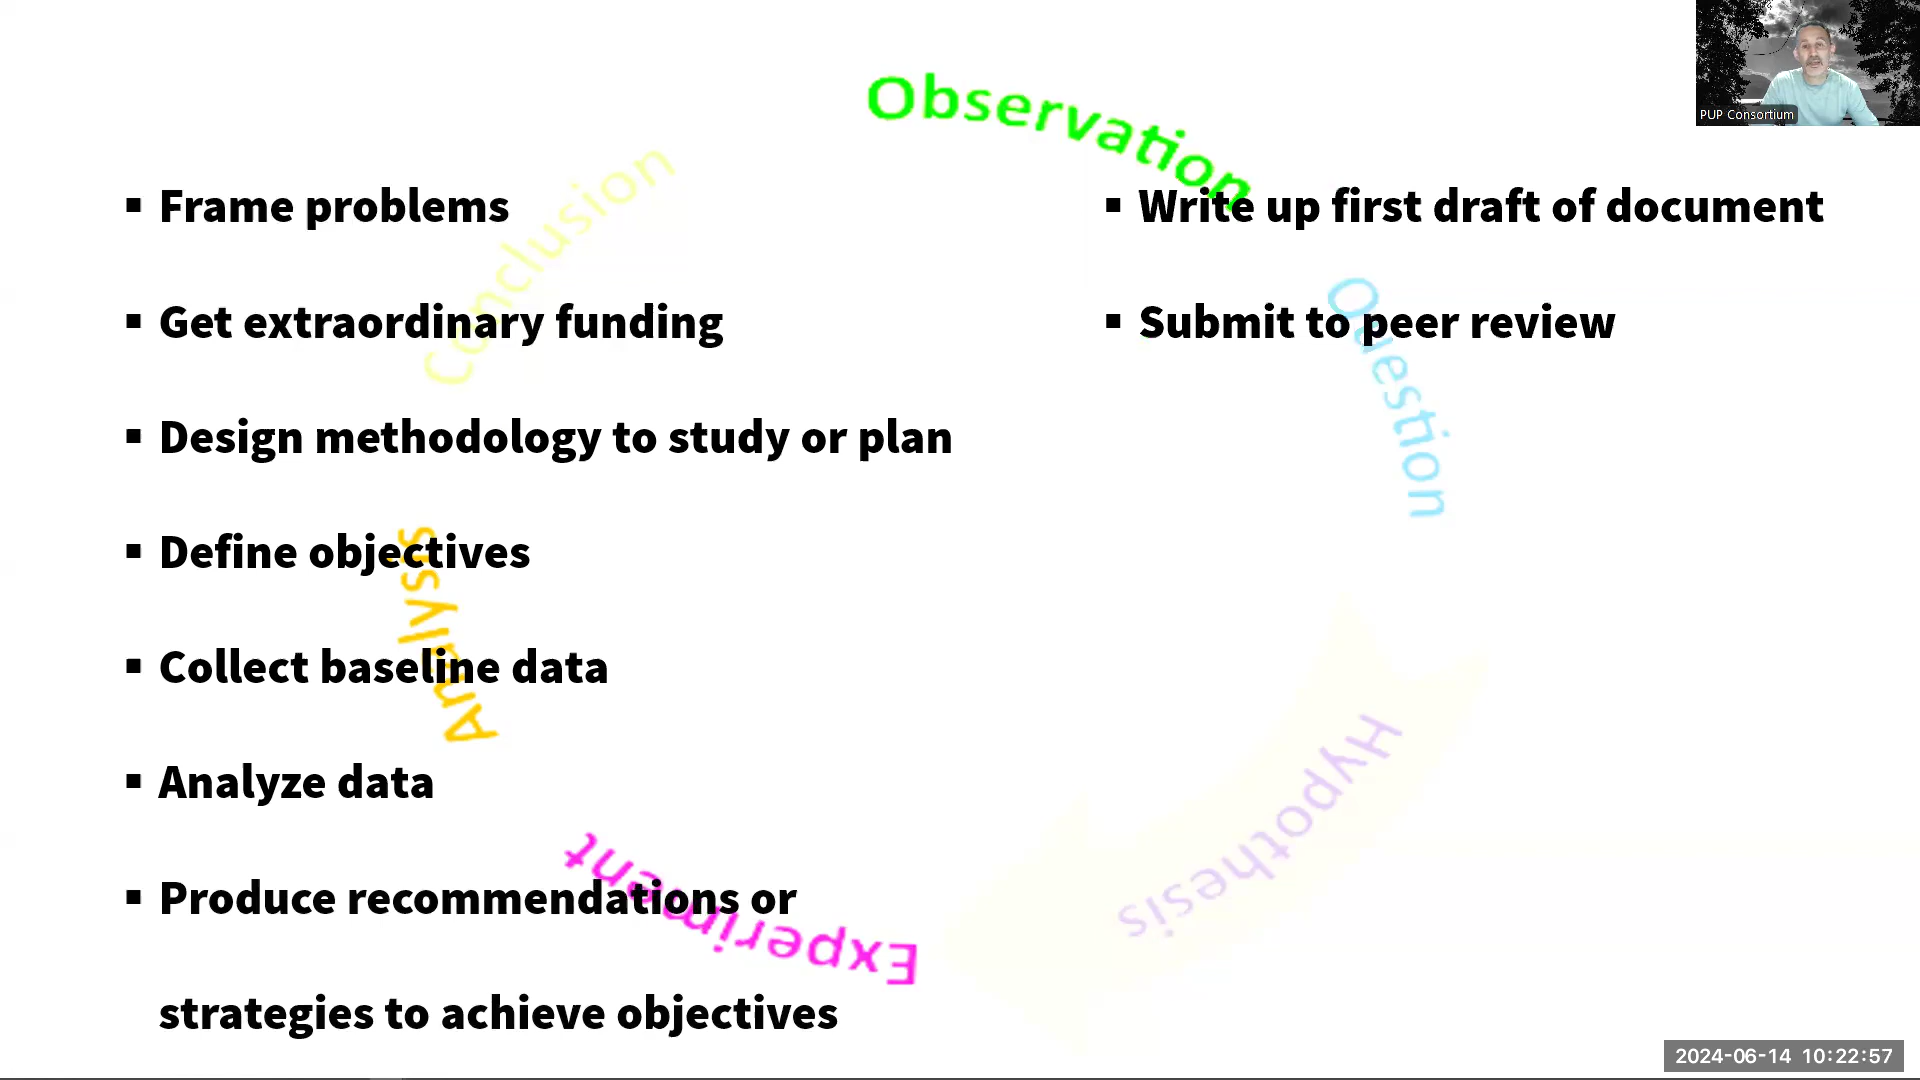 Observation
Question
Hypothesis
Experiment
Analysis
Conclusion
▪ Frame problems
▪ Get extraordinary funding
▪ Design methodology to study or plan
▪ Define objectives
▪ Collect baseline data
▪ Analyze data
▪ Produce recommendations or
strategies to achieve objectives
▪ Write up first draft of document
▪ Submit to peer review
PUP Consortium
2024-06-14 10:22:57